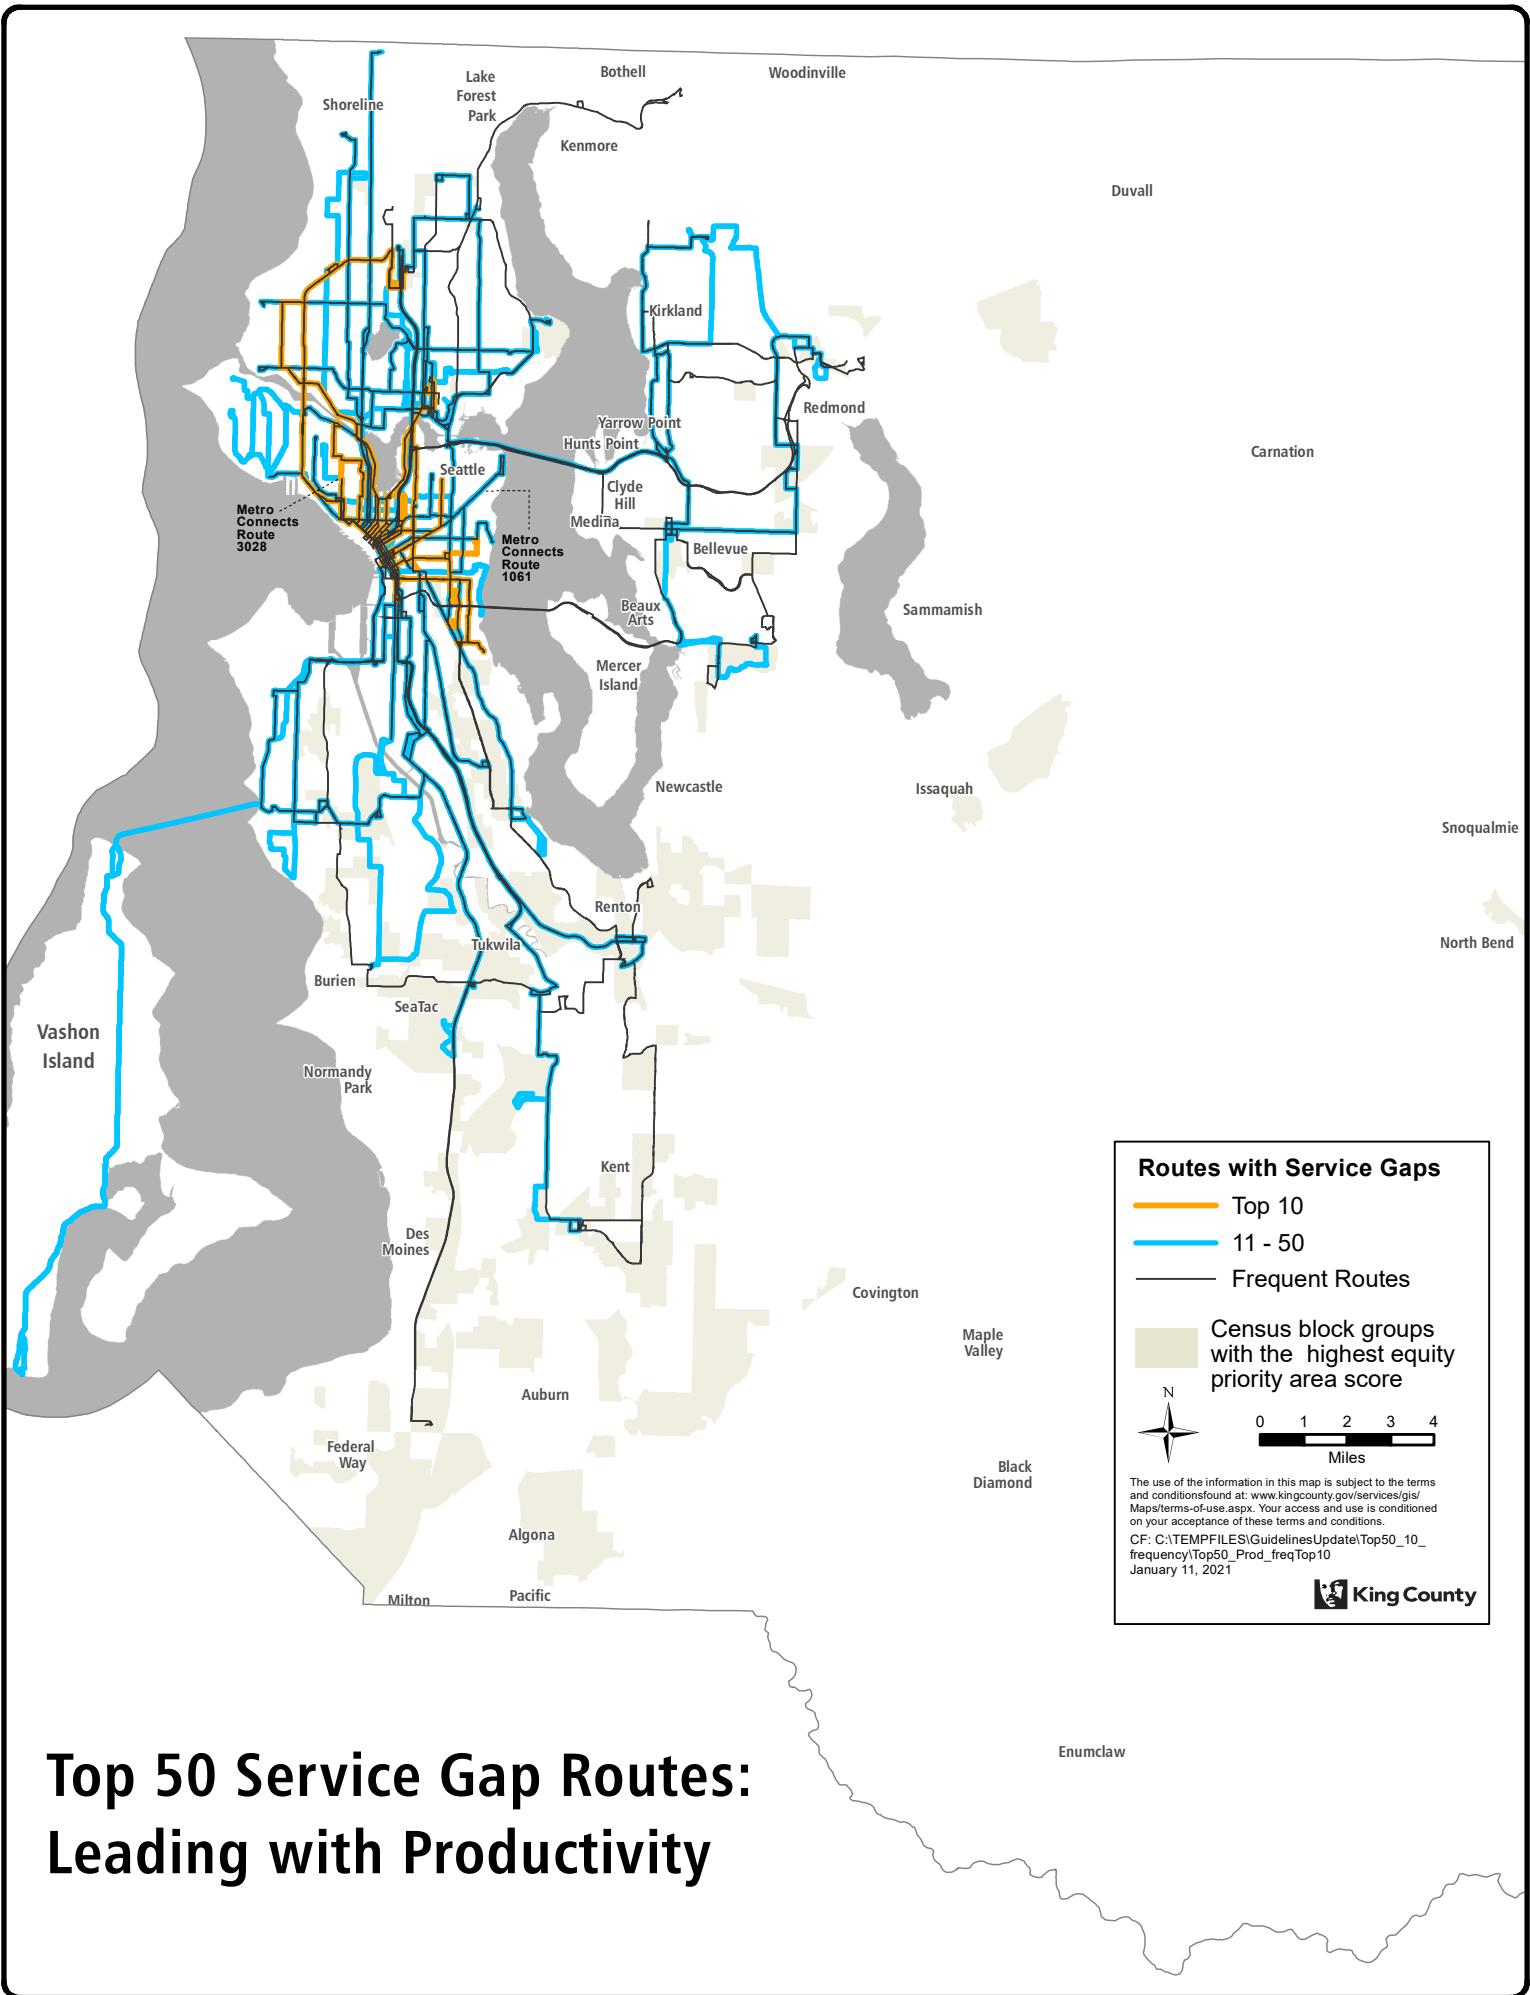 Bothell
Woodinville
Lake
Forest
Park
Shoreline
Kenmore
Duvall
Kirkland
Redmond
Yarrow Point
Hunts Point
Carnation
Seattle
Clyde
Hill
Metro
Connects
Route
3028
Medina
Metro
Connects
Route
1061
Bellevue
Beaux
Arts
Sammamish
Mercer
Island
Newcastle
Issaquah
Snoqualmie
Renton
North Bend
Tukwila
Burien
SeaTac
Vashon
Island
Normandy
Park
Kent
Des
Moines
Covington
Maple
Valley
Auburn
Federal
Way
Black
Diamond
Algona
Pacific
Milton
Enumclaw
Routes with Service Gaps
Top 10
11 - 50
Frequent Routes
Census block groups
with the  highest equity
priority area score
N
0 1 2 3 4
Miles
The use of the information in this map is subject to the terms
and conditionsfound at: www.kingcounty.gov/services/gis/
Maps/terms-of-use.aspx. Your access and use is conditioned
on your acceptance of these terms and conditions.
CF: C:\TEMPFILES\GuidelinesUpdate\Top50_10_
frequency\Top50_Prod_freqTop10
January 11, 2021
King County
Top 50 Service Gap Routes:
Leading with Productivity